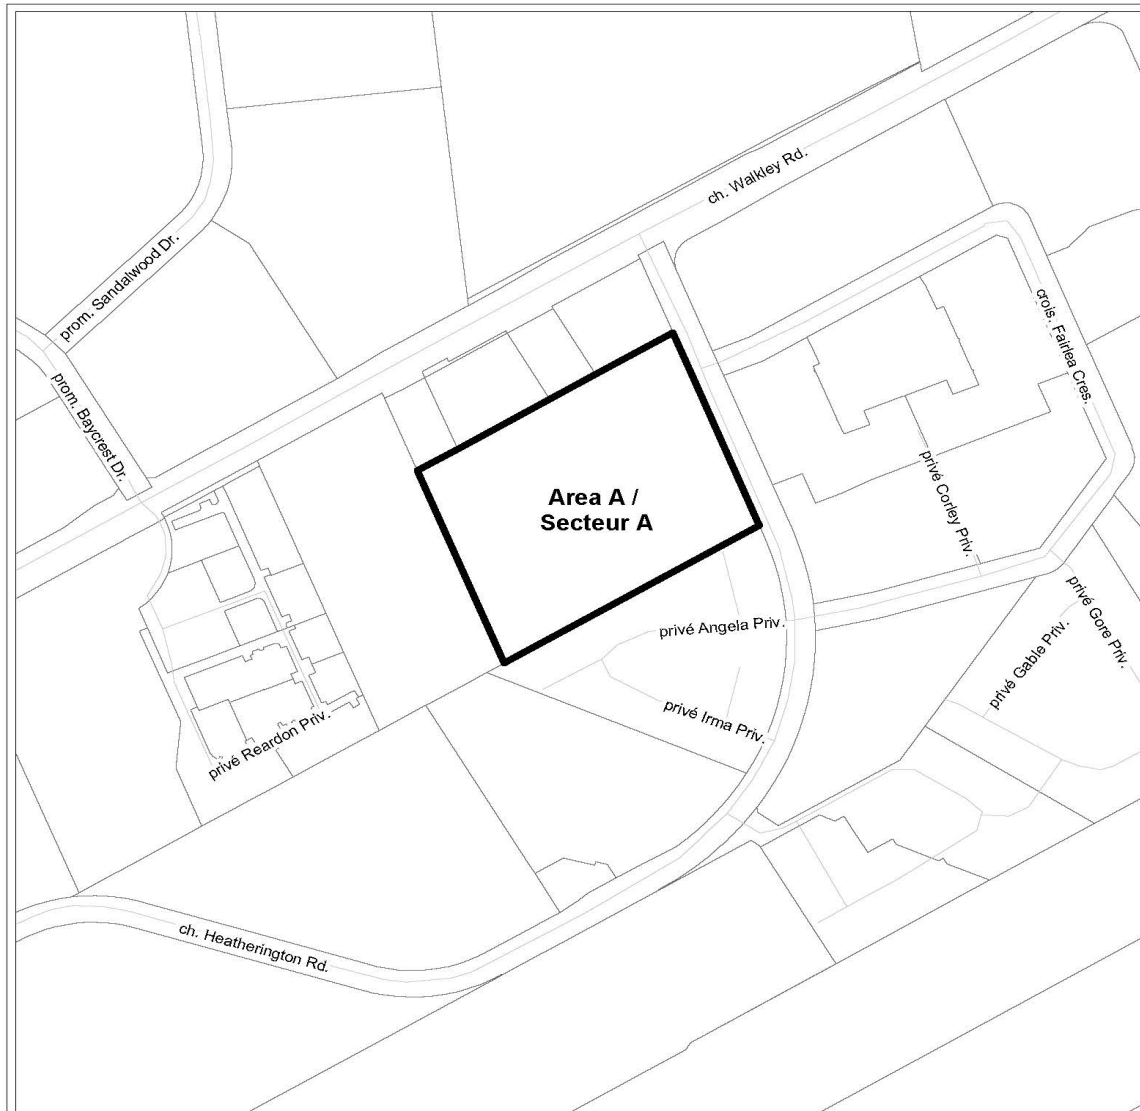 ch. Walkley Rd.
prom. Sandalwood Dr.
crois. Fairlea Cres.
prom. Baycrest Dr.
Area A /
Secteur A
privé Corley Priv.
privé Angela Priv.
privé Gore Priv.
privé Gable Priv.
privé Irma Priv.
privé Reardon Priv.
ch. Heatherington Rd.